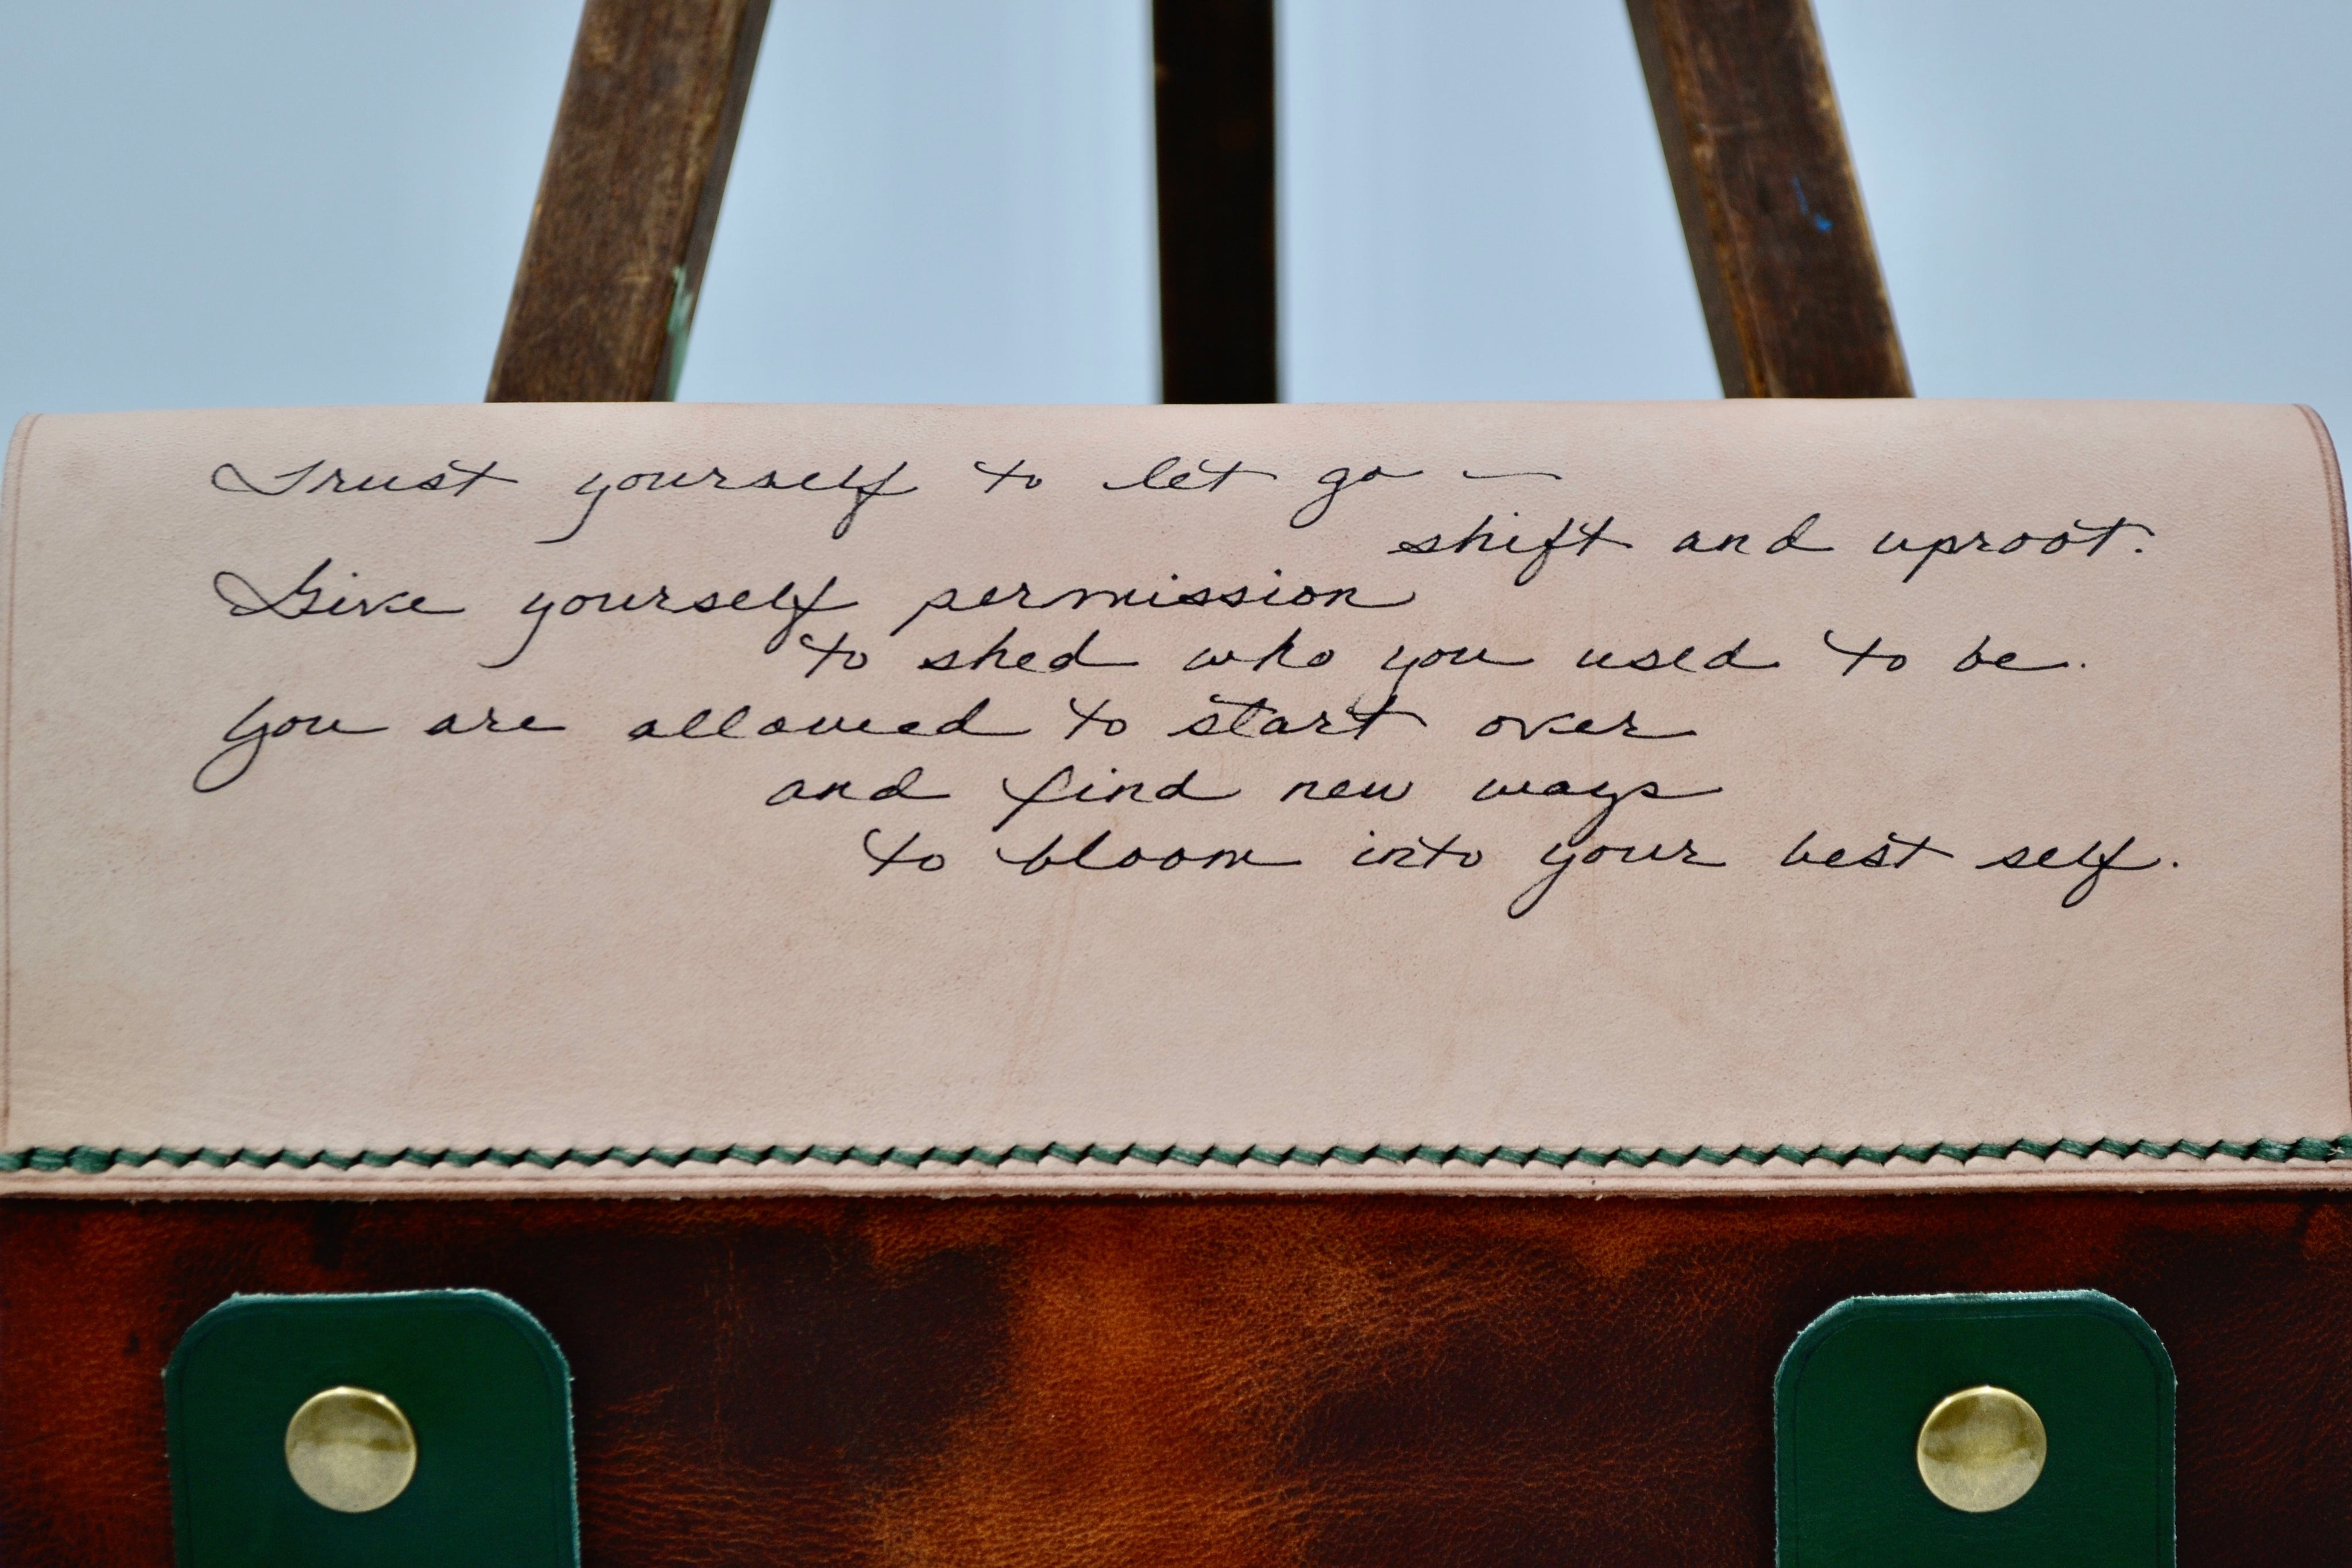 Trust yourself to let go —
shift and uproot.
Give yourself permission
to shed who you used to be.
You are allowed to start over
and find new ways
to bloom into your best self.